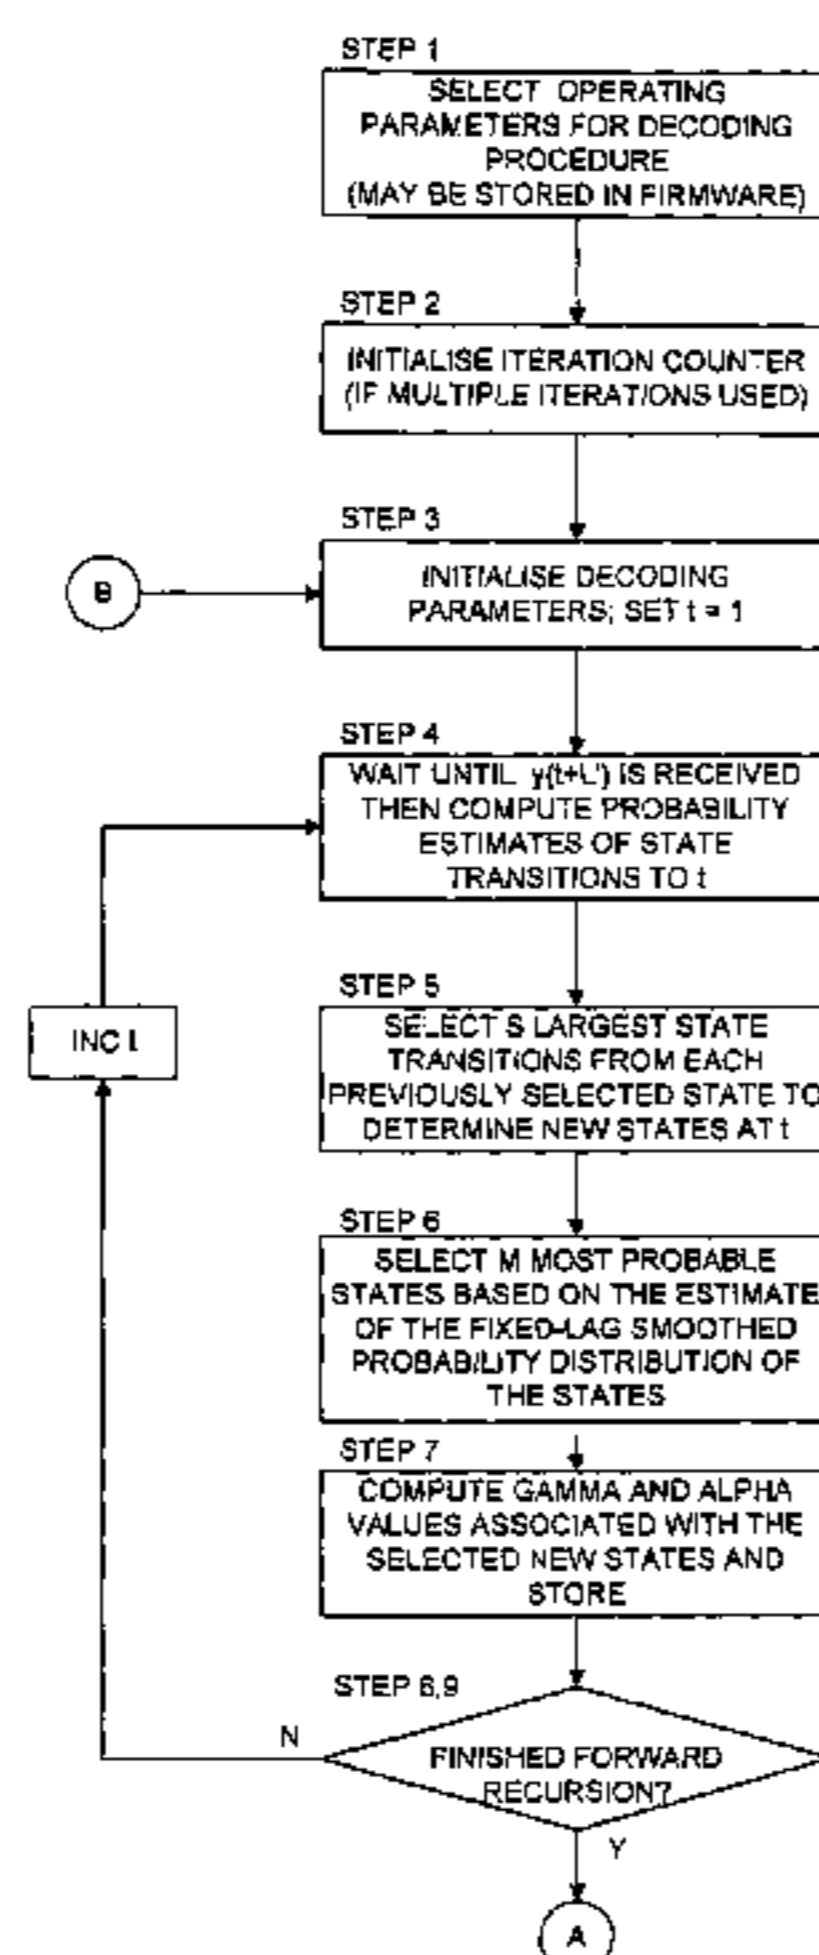 STEP 1
SELECT OPERATING
PARAMETERS FOR DECODING
PROCEDURE
(MAY BE STORED IN FIRMWARE)
STEP 2
INITIALISE ITERATION COUNTER
(IF MULTIPLE ITERATIONS USED)
STEP 3
B
INITIALISE DECODING
PARAMETERS; SET t = 1
STEP 4
WAIT UNTIL y(t+L') IS RECEIVED
THEN COMPUTE PROBABILITY
ESTIMATES OF STATE
TRANSITIONS TO t
STEP 5
INC t
SELECT S LARGEST STATE
TRANSITIONS FROM EACH
PREVIOUSLY SELECTED STATE TO
DETERMINE NEW STATES AT t
STEP 6
SELECT M MOST PROBABLE
STATES BASED ON THE ESTIMATE
OF THE FIXED-LAG SMOOTHED
PROBABILITY DISTRIBUTION OF
THE STATES
STEP 7
COMPUTE GAMMA AND ALPHA
VALUES ASSOCIATED WITH THE
SELECTED NEW STATES AND
STORE
STEP 8,9
N
FINISHED FORWARD
RECURSION?
Y
A